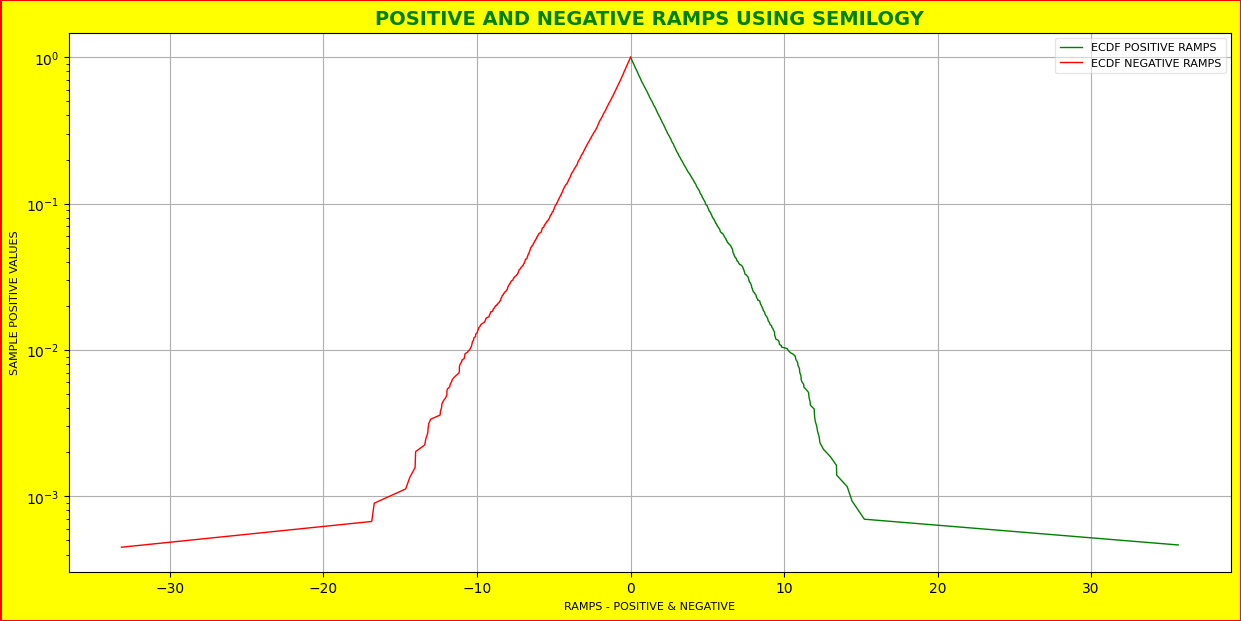 POSITIVE AND NEGATIVE RAMPS USING SEMILOGY
ECDF POSITIVE RAMPS
ECDF NEGATIVE RAMPS
SAMPLE POSITIVE VALUES
10⁰
10⁻¹
10⁻²
10⁻³
−30 −20 −10 0 10 20 30
RAMPS - POSITIVE & NEGATIVE